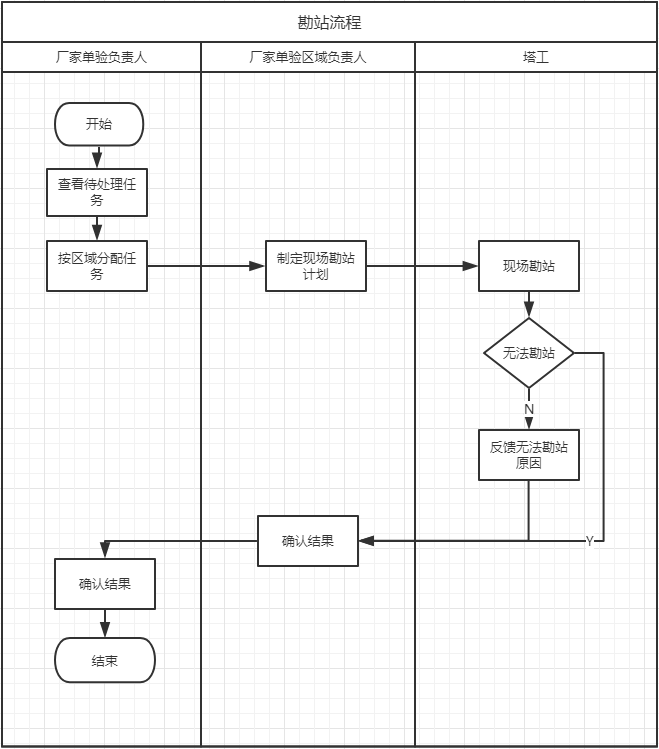 勘站流程
厂家单验负责人
厂家单验区域负责人
塔工
开始
查看待处理任
务
按区域分配任
务
制定现场勘站
计划
现场勘站
无法勘站
N
反馈无法勘站
原因
确认结果
Y
确认结果
结束